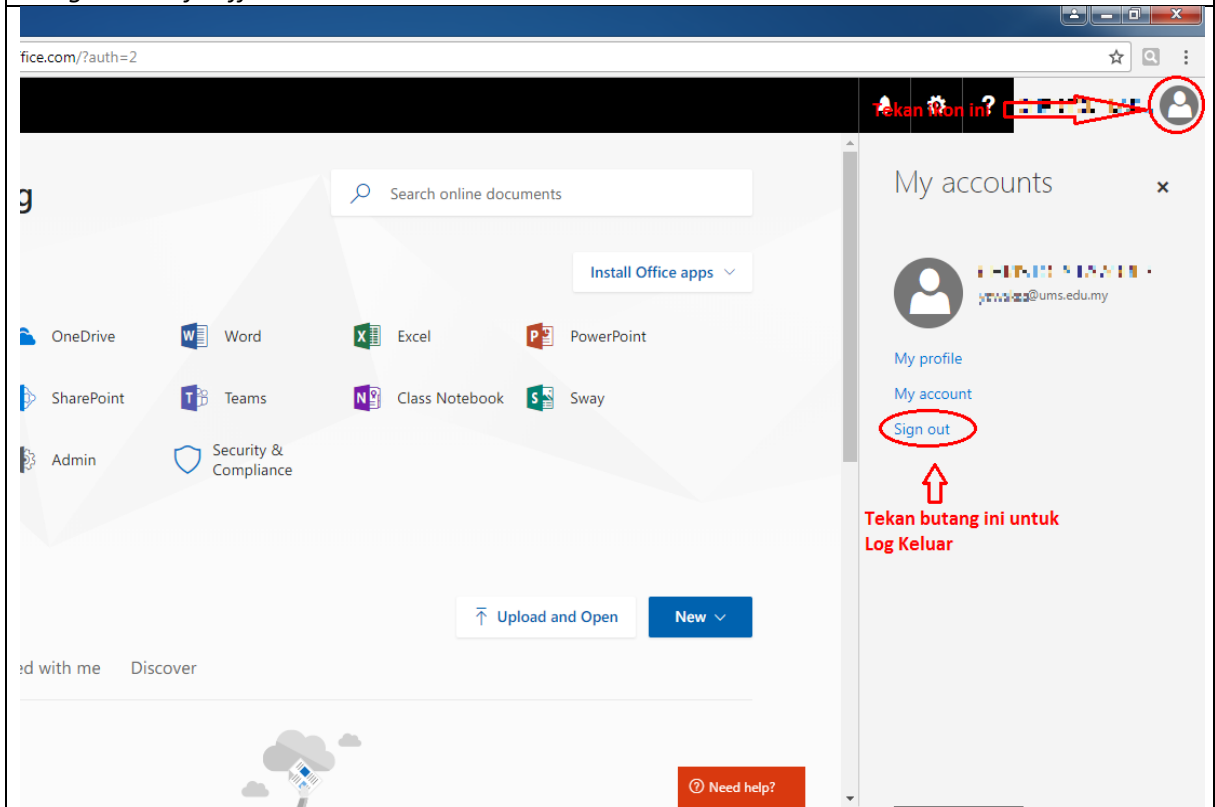 fice.com/?auth=2
Tekan ikon ini
?
g
Search online documents
My accounts
Install Office apps
@ums.edu.my
OneDrive
Word
Excel
PowerPoint
My profile
SharePoint
Teams
Class Notebook
Sway
My account
Sign out
Admin
Security &
Compliance
Tekan butang ini untuk
Log Keluar
Upload and Open
New
ed with me
Discover
Need help?